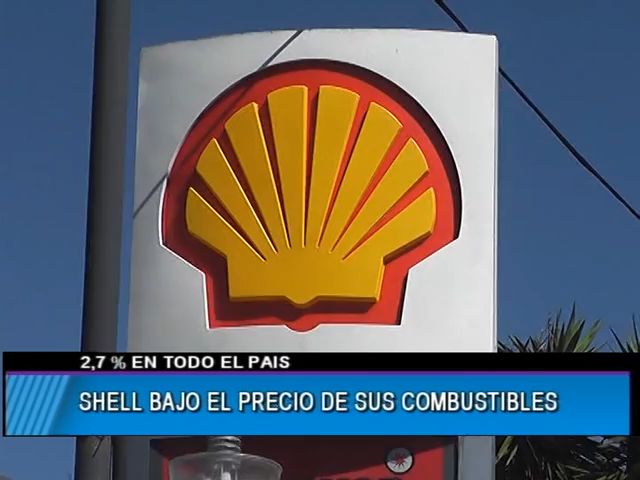 2,7 % EN TODO EL PAIS
SHELL BAJO EL PRECIO DE SUS COMBUSTIBLES